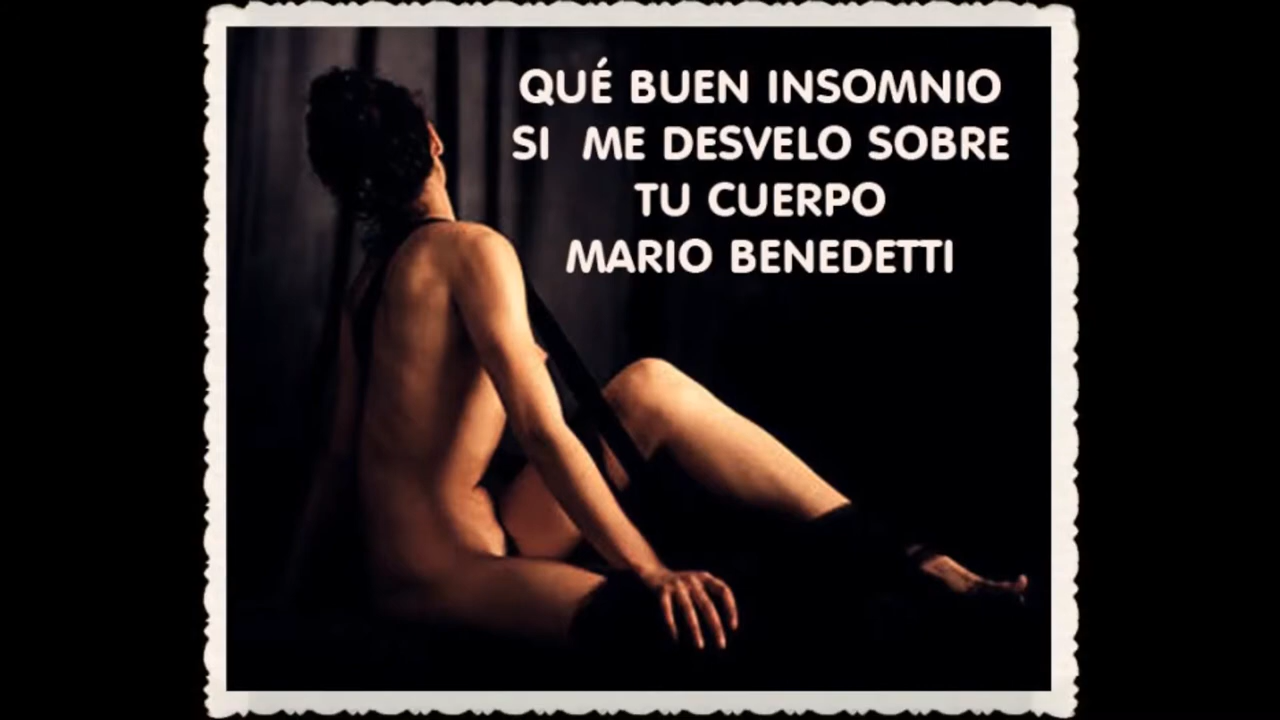 QUÉ BUEN INSOMNIO
SI ME DESVELO SOBRE
TU CUERPO
MARIO BENEDETTI